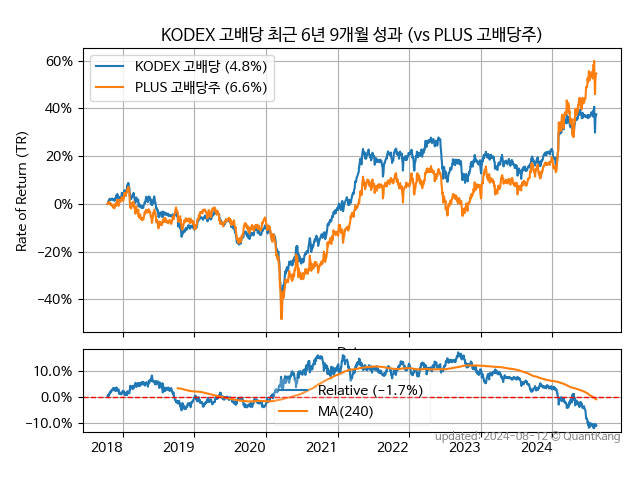 KODEX 고배당 최근 6년 9개월 성과 (vs PLUS 고배당주)
KODEX 고배당 (4.8%)
PLUS 고배당주 (6.6%)
Rate of Return (TR)
60%
40%
20%
0%
−20%
−40%
10.0%
0.0%
−10.0%
Relative (−1.7%)
MA(240)
updated: 2024-08-12 © QuantKang
2018
2019
2020
2021
2022
2023
2024